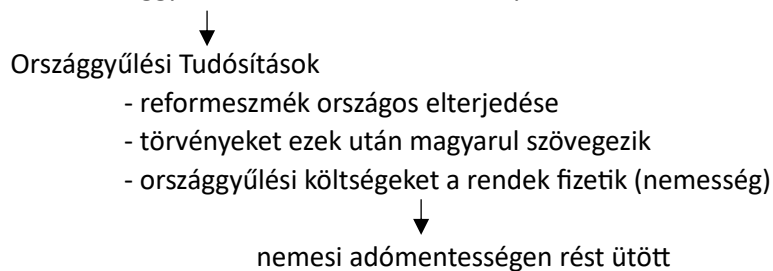 Országgyűlési Tudósítások
- reformeszmék országos elterjedése
- törvényeket ezek után magyarul szövegezik
- országgyűlési költségeket a rendek fizetik (nemesség)
nemesi adómentességen rést ütött